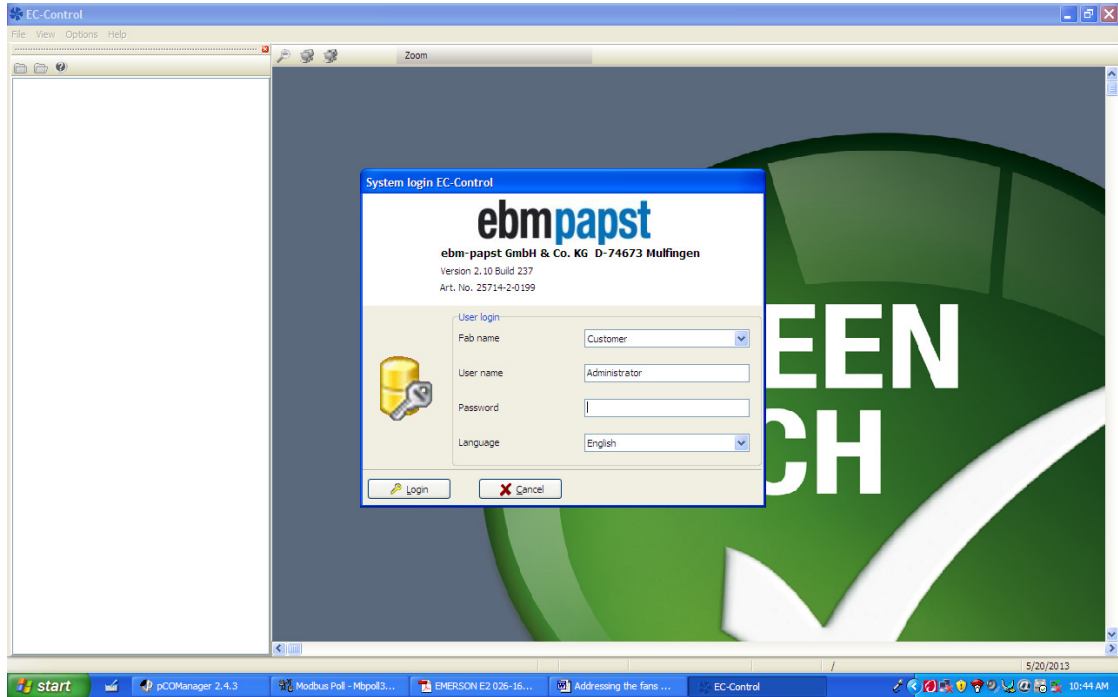 EC-Control
File View Options Help
Zoom
System login EC-Control
ebmpapst
ebm-papst GmbH & Co. KG D-74673 Mulfingen
Version 2.10 Build 237
Art. No. 25714-2-0199
User login
Fab name Customer
User name Administrator
Password
Language English
Login Cancel
EEN
CH
/ 5/20/2013
start pCOManager 2.4.3 Modbus Poll - Mbpoll3... EMERSON E2 026-16... Addressing the fans ... EC-Control 10:44 AM